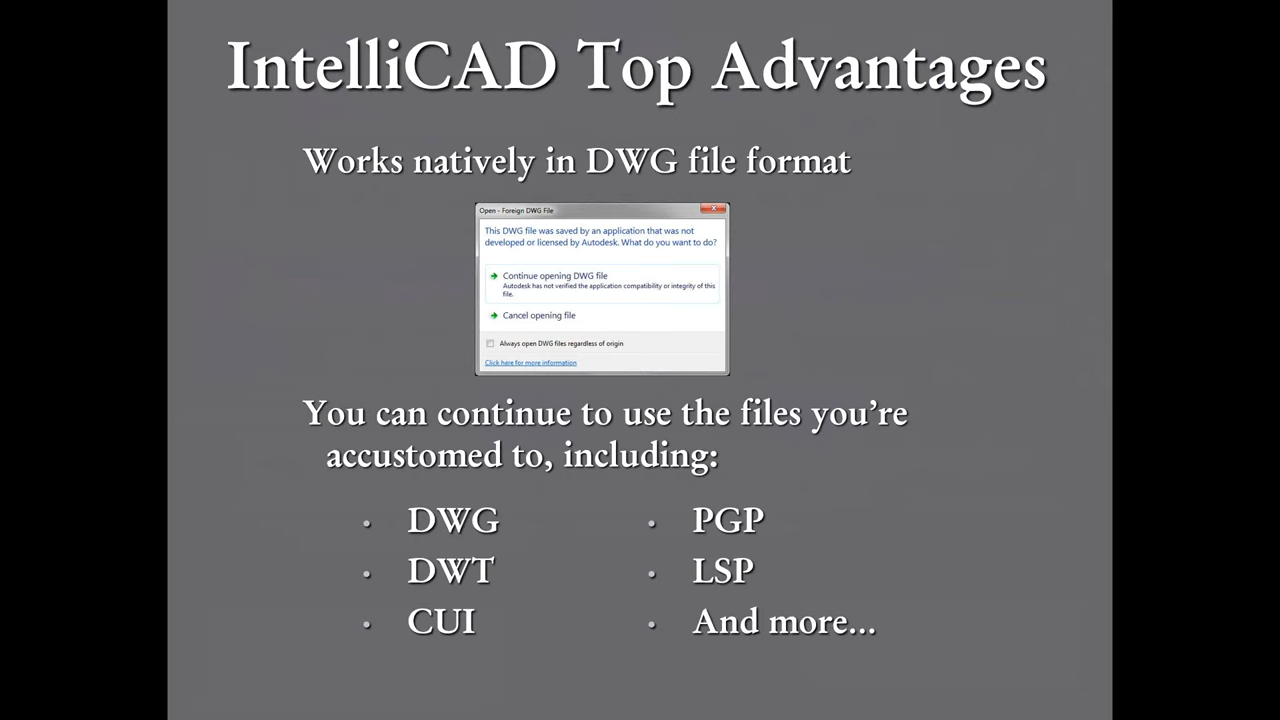 IntelliCAD Top Advantages
Works natively in DWG file format
Open - Foreign DWG File
This DWG file was saved by an application that was not
developed or licensed by Autodesk. What do you want to do?
Continue opening DWG file
Autodesk has not verified the application compatibility or integrity of this
file.
Cancel opening file
Always open DWG files regardless of origin
Click here for more information
You can continue to use the files you’re
accustomed to, including:
• DWG
• DWT
• CUI
• PGP
• LSP
• And more...